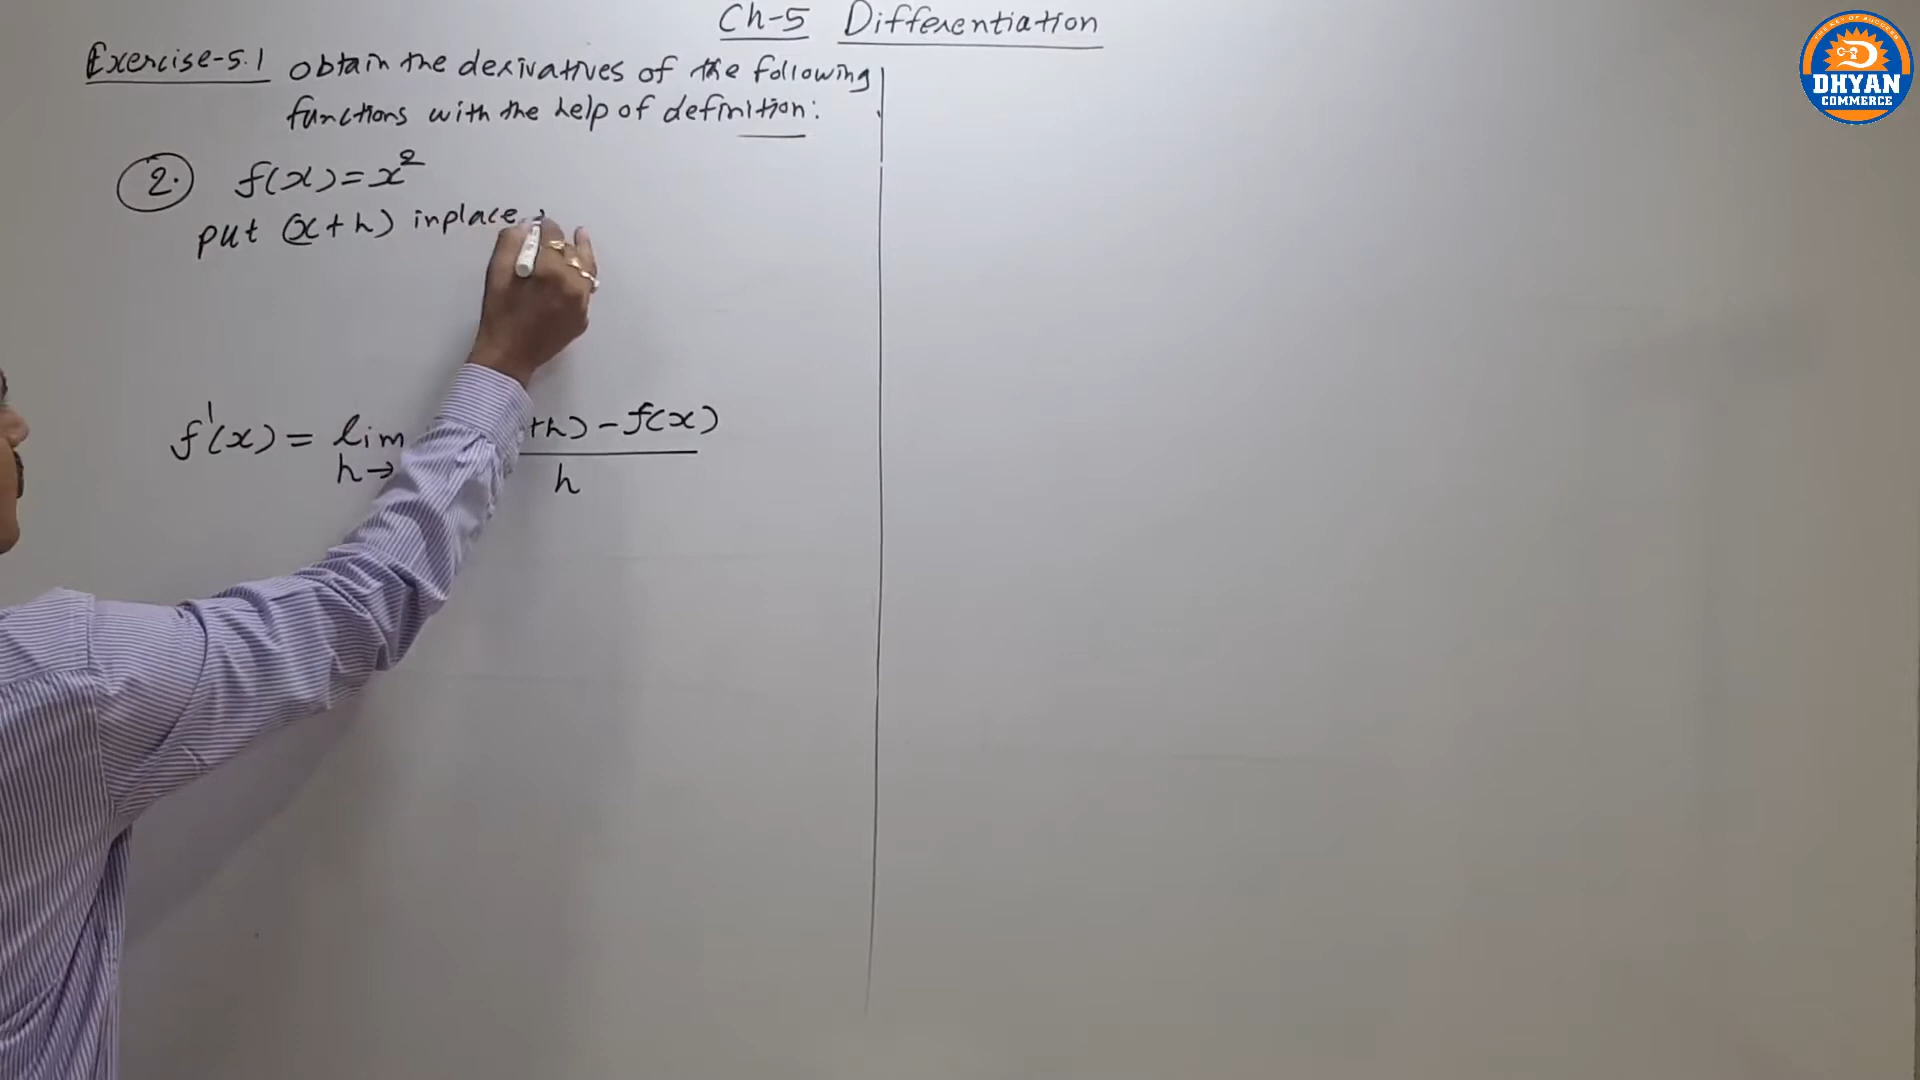 Ch-5 Differentiation
Exercise-5.1 obtain the derivatives of the following
functions with the help of definition:
2. f(x)=x²
put (x+h) inplace
f'(x) = lim +h) - f(x)
h→ h
DHYAN
COMMERCE